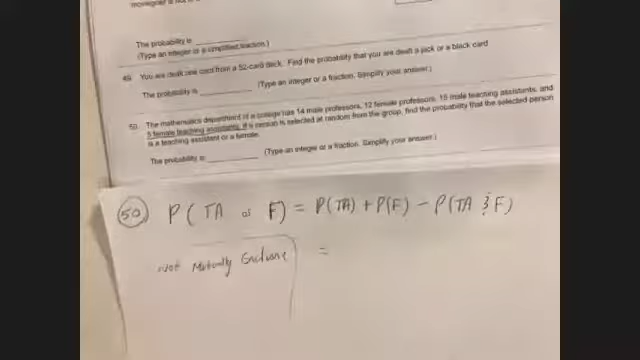 The probability is
(Type an integer or a simplified fraction.)
49. You are dealt one card from a 52-card deck. Find the probability that you are dealt a jack or a black card
The probability is (Type an integer or a fraction. Simplify your answer.)
50. The mathematics department of a college has 14 male professors, 12 female professors, male teaching assistants, and
female teaching assistants. If a person is selected at random from the group, find the probability that the selected person
is a teaching assistant or a female.
The probability is (Type an integer or a fraction. Simplify your answer.)
50 P(TA or F) = P(TA) + P(F) - P(TA & F)
Not Mutually Exclusive =